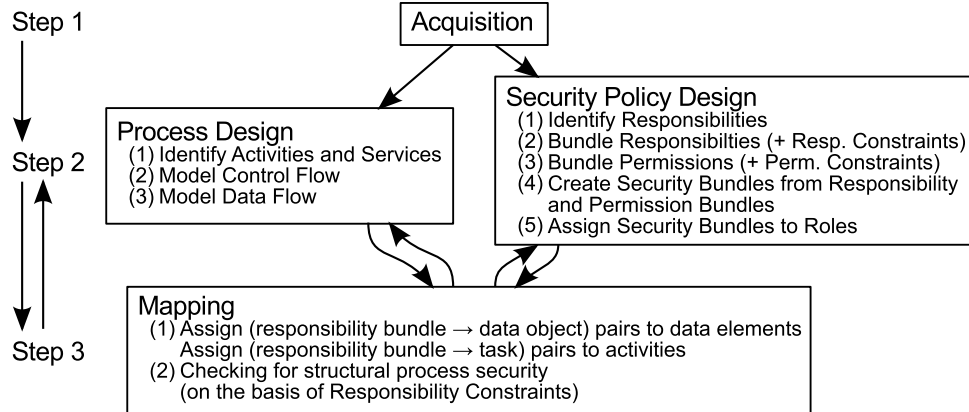 Step 1
Acquisition
Process Design
(1) Identify Activities and Services
(2) Model Control Flow
(3) Model Data Flow
Security Policy Design
(1) Identify Responsibilities
(2) Bundle Responsibilties (+ Resp. Constraints)
(3) Bundle Permissions (+ Perm. Constraints)
(4) Create Security Bundles from Responsibility
and Permission Bundles
(5) Assign Security Bundles to Roles
Step 2
Mapping
(1) Assign (responsibility bundle → data object) pairs to data elements
Assign (responsibility bundle → task) pairs to activities
(2) Checking for structural process security
(on the basis of Responsibility Constraints)
Step 3